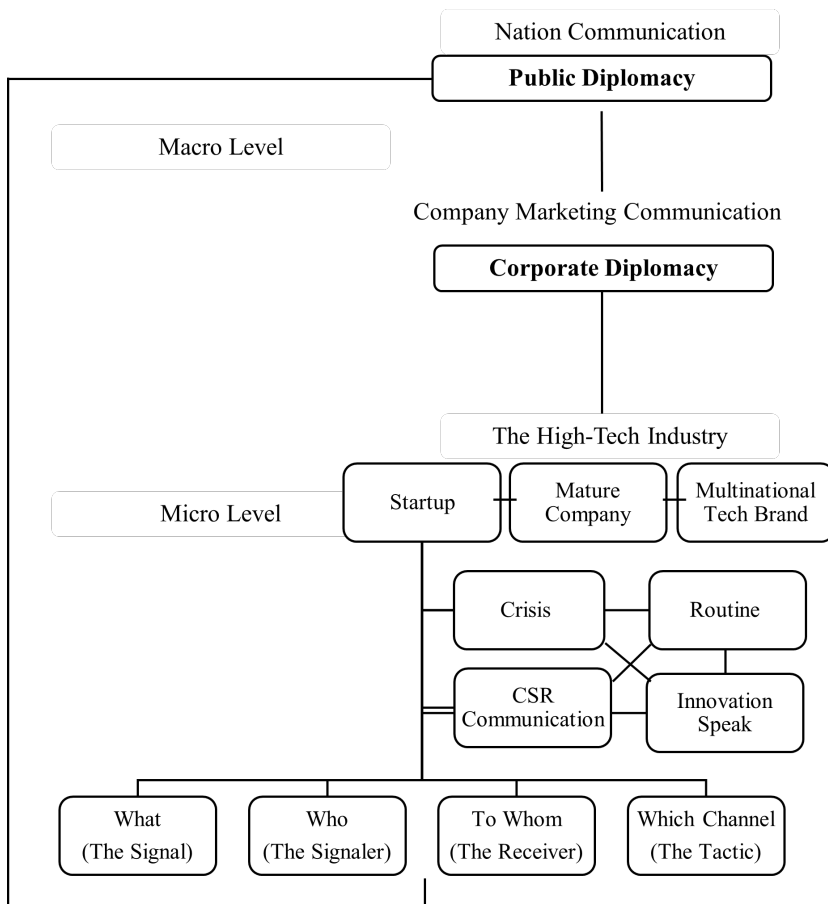 Nation Communication
Public Diplomacy
Macro Level
Company Marketing Communication
Corporate Diplomacy
The High-Tech Industry
Micro Level
Startup
Mature
Company
Multinational
Tech Brand
Crisis
Routine
CSR
Communication
Innovation
Speak
What
(The Signal)
Who
(The Signaler)
To Whom
(The Receiver)
Which Channel
(The Tactic)